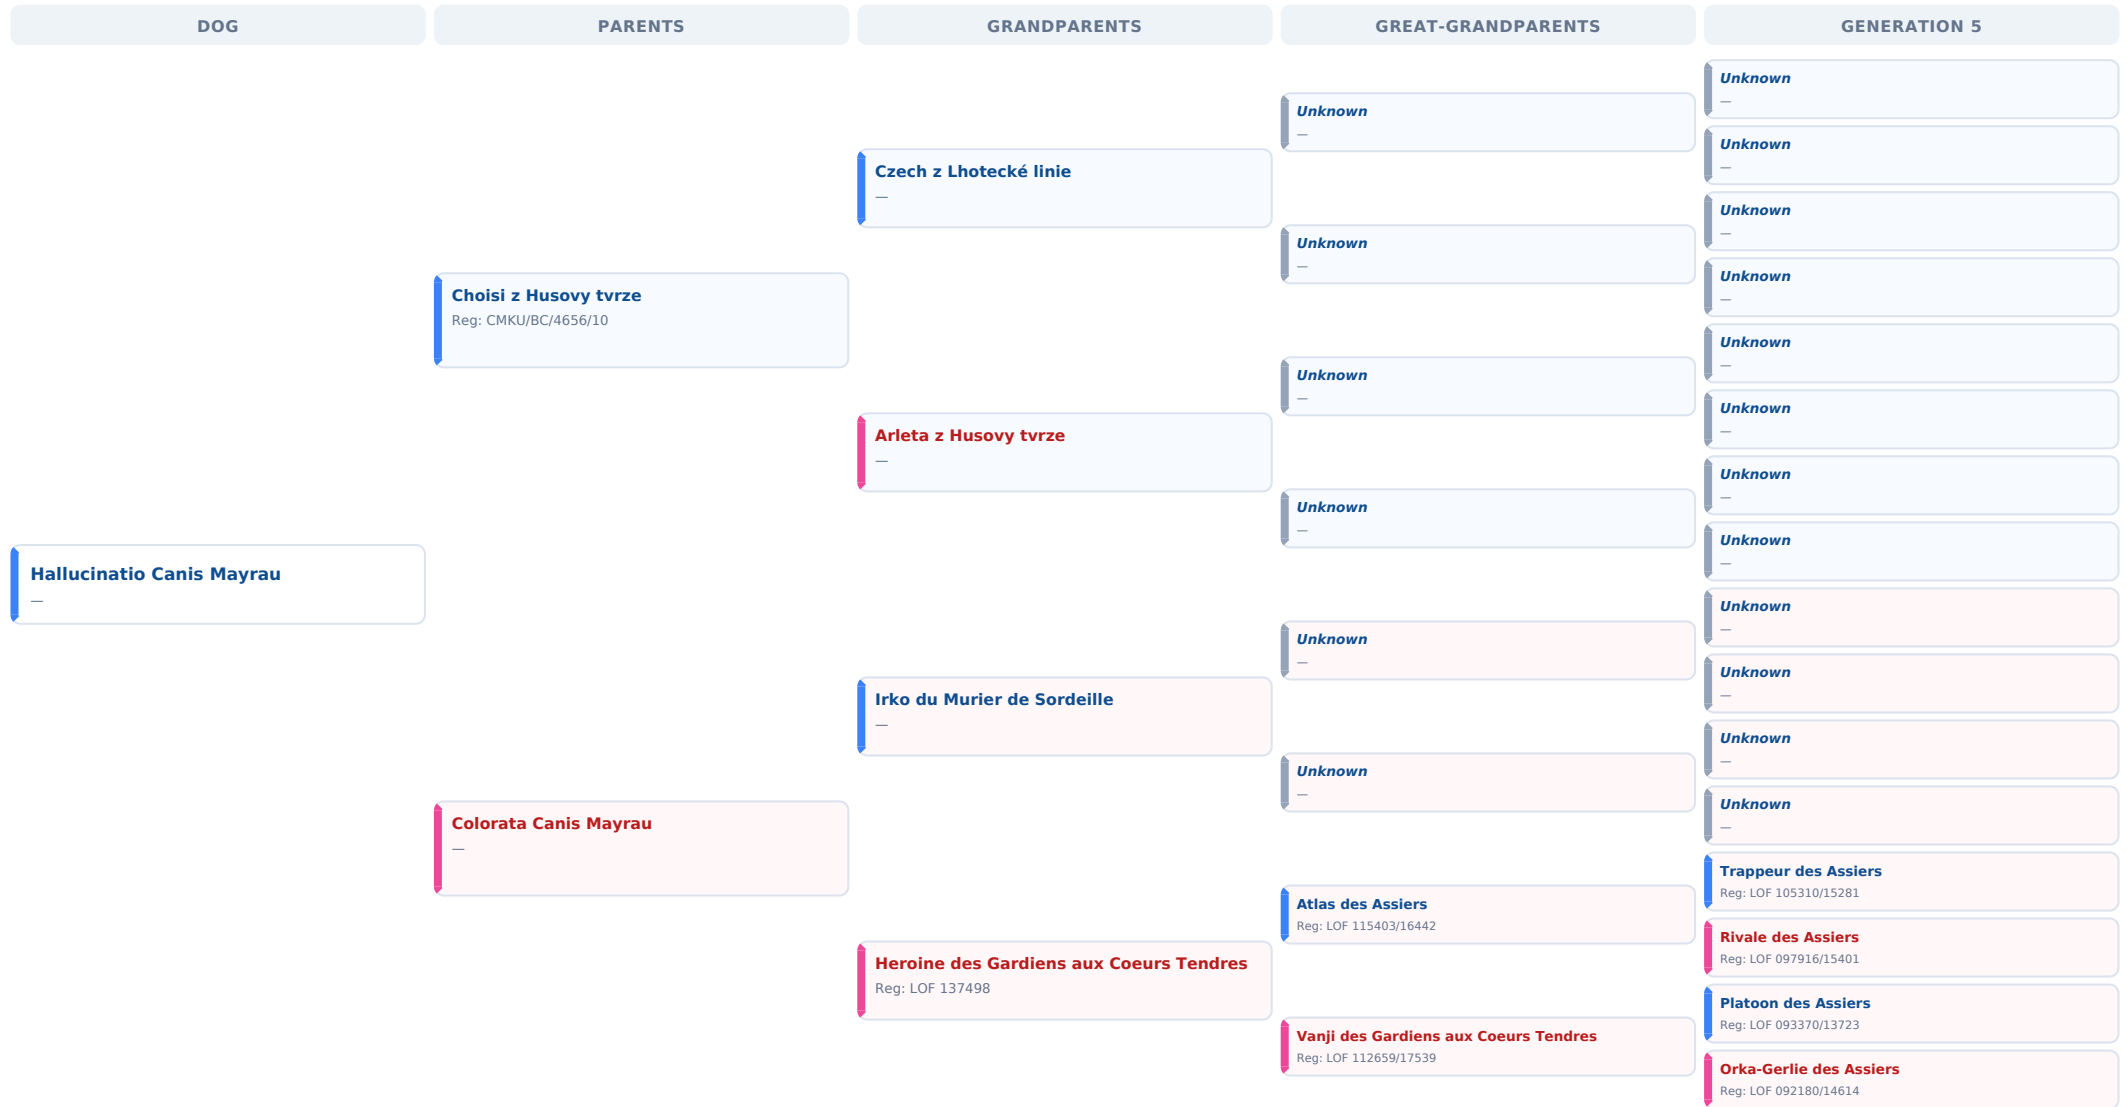 DOG
PARENTS
GRANDPARENTS
GREAT-GRANDPARENTS
GENERATION 5
Hallucinatio Canis Mayrau
—
Choisi z Husovy tvrze
Reg: CMKU/BC/4656/10
Colorata Canis Mayrau
—
Czech z Lhotecké linie
—
Arleta z Husovy tvrze
—
Irko du Murier de Sordeille
—
Heroine des Gardiens aux Coeurs Tendres
Reg: LOF 137498
Unknown
—
Unknown
—
Unknown
—
Unknown
—
Unknown
—
Unknown
—
Atlas des Assiers
Reg: LOF 115403/16442
Vanji des Gardiens aux Coeurs Tendres
Reg: LOF 112659/17539
Unknown
—
Unknown
—
Unknown
—
Unknown
—
Unknown
—
Unknown
—
Unknown
—
Unknown
—
Unknown
—
Unknown
—
Unknown
—
Unknown
—
Trappeur des Assiers
Reg: LOF 105310/15281
Rivale des Assiers
Reg: LOF 097916/15401
Platoon des Assiers
Reg: LOF 093370/13723
Orka-Gerlie des Assiers
Reg: LOF 092180/14614